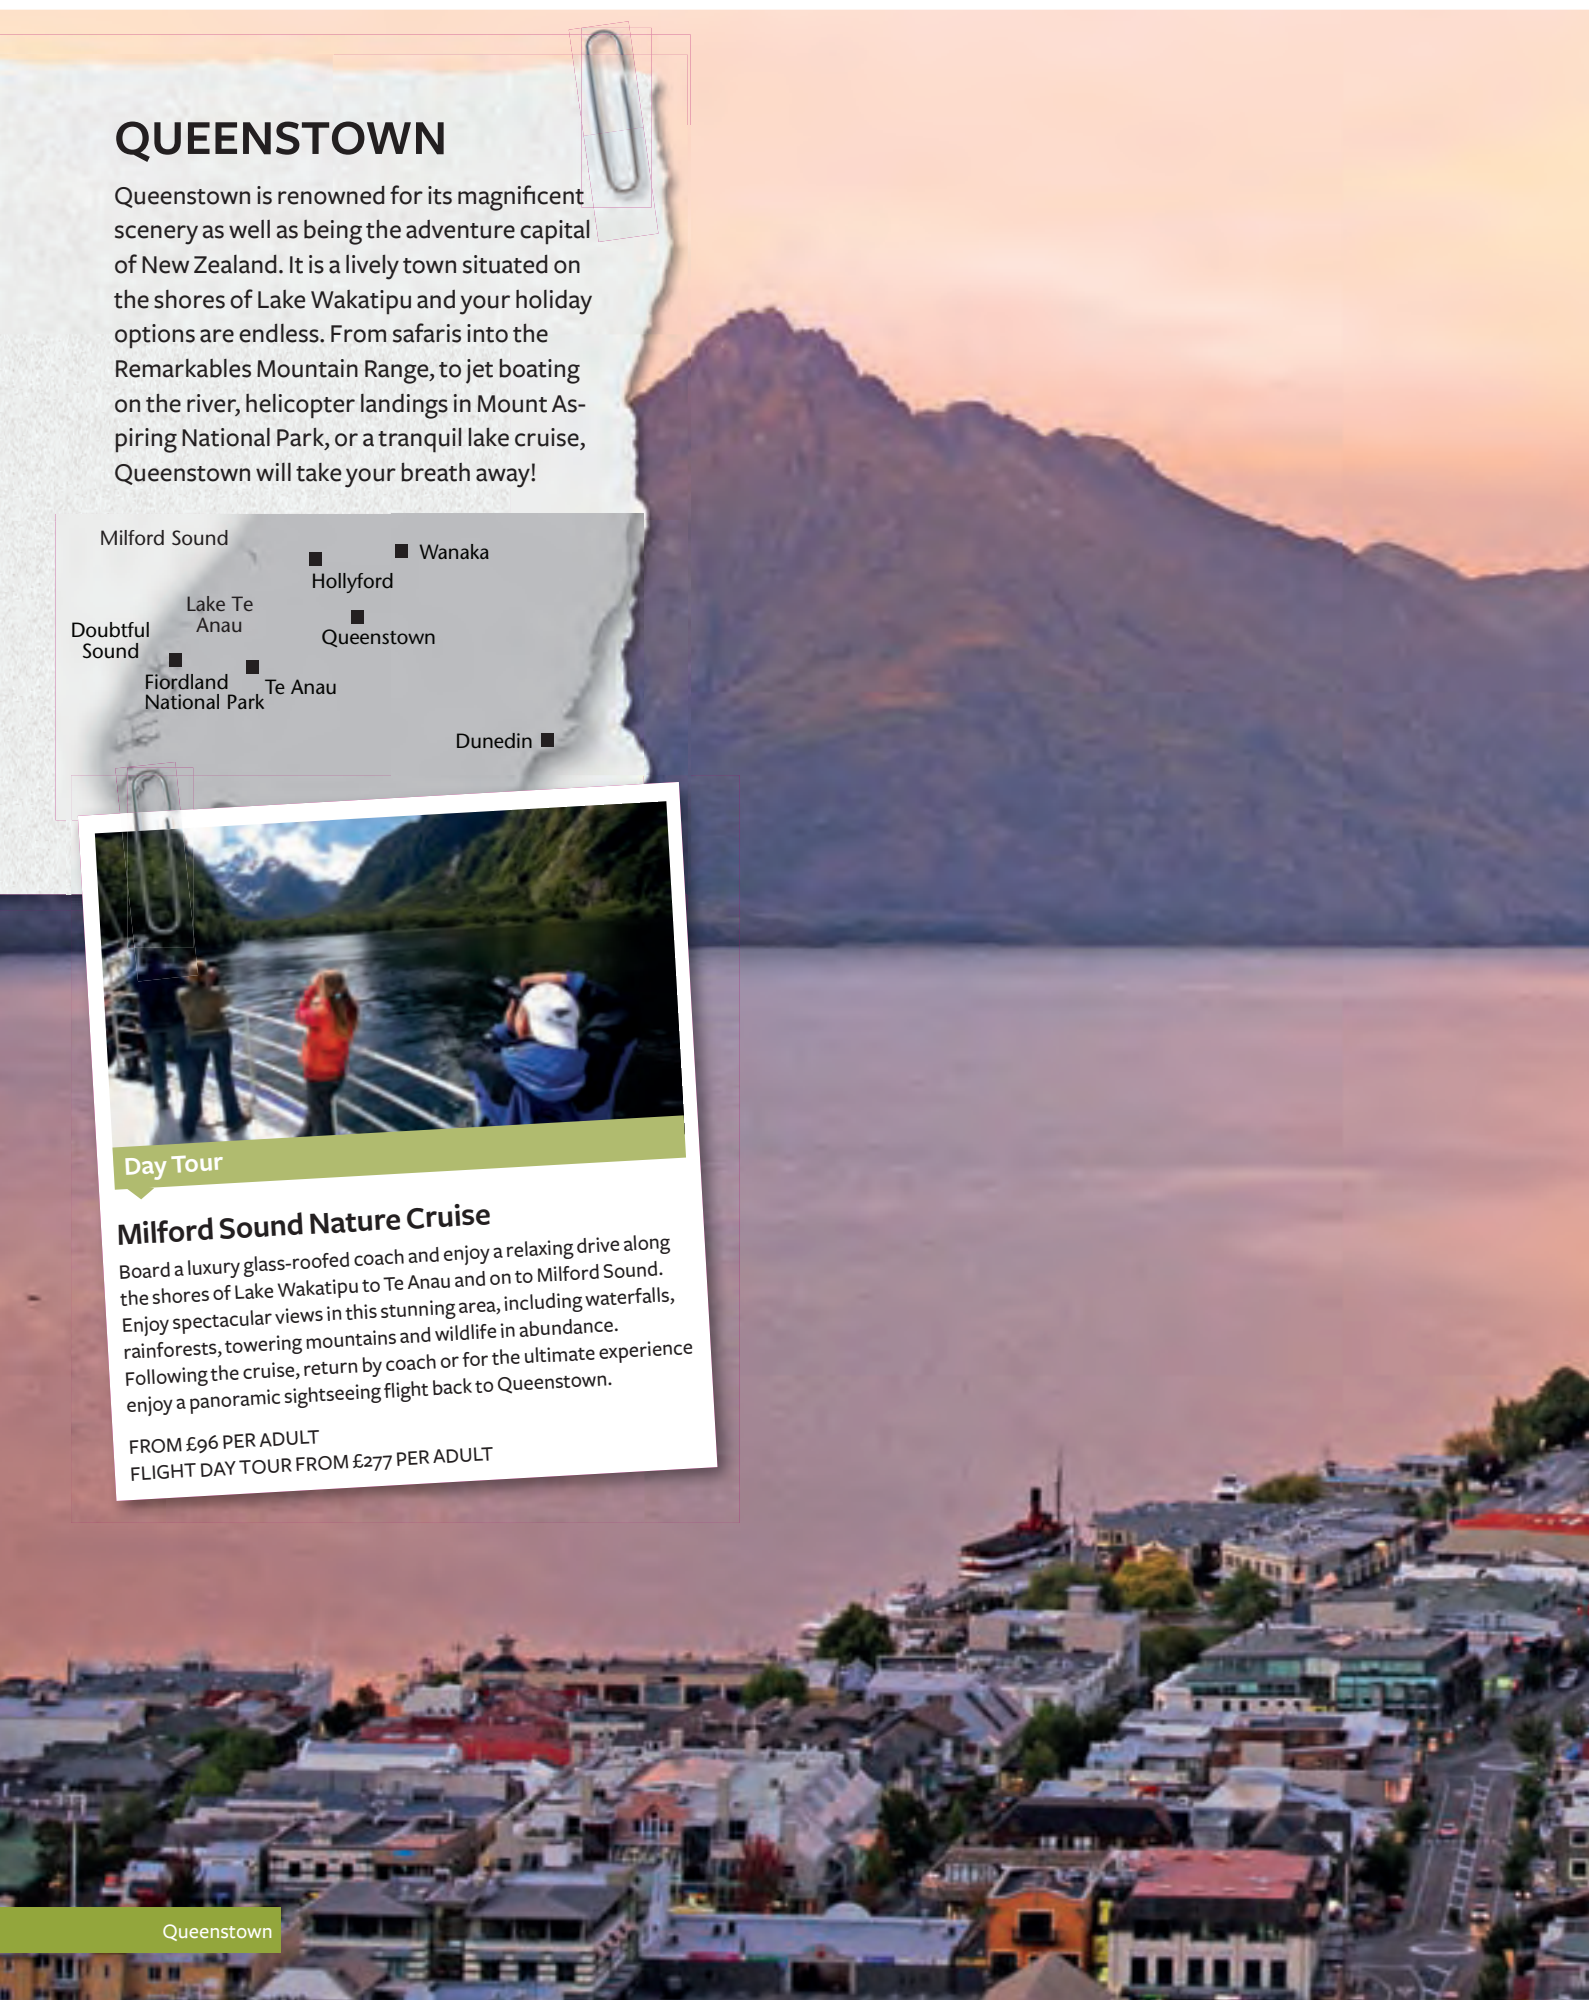 QUEENSTOWN
Queenstown is renowned for its magnificent
scenery as well as being the adventure capital
of New Zealand. It is a lively town situated on
the shores of Lake Wakatipu and your holiday
options are endless. From safaris into the
Remarkables Mountain Range, to jet boating
on the river, helicopter landings in Mount As-
piring National Park, or a tranquil lake cruise,
Queenstown will take your breath away!
Milford Sound
Wanaka
Hollyford
Lake Te
Anau
Queenstown
Doubtful
Sound
Fiordland
National Park
Te Anau
Dunedin
Day Tour
Milford Sound Nature Cruise
Board a luxury glass-roofed coach and enjoy a relaxing drive along
the shores of Lake Wakatipu to Te Anau and on to Milford Sound.
Enjoy spectacular views in this stunning area, including waterfalls,
rainforests, towering mountains and wildlife in abundance.
Following the cruise, return by coach or for the ultimate experience
enjoy a panoramic sightseeing flight back to Queenstown.
FROM £96 PER ADULT
FLIGHT DAY TOUR FROM £277 PER ADULT
Queenstown